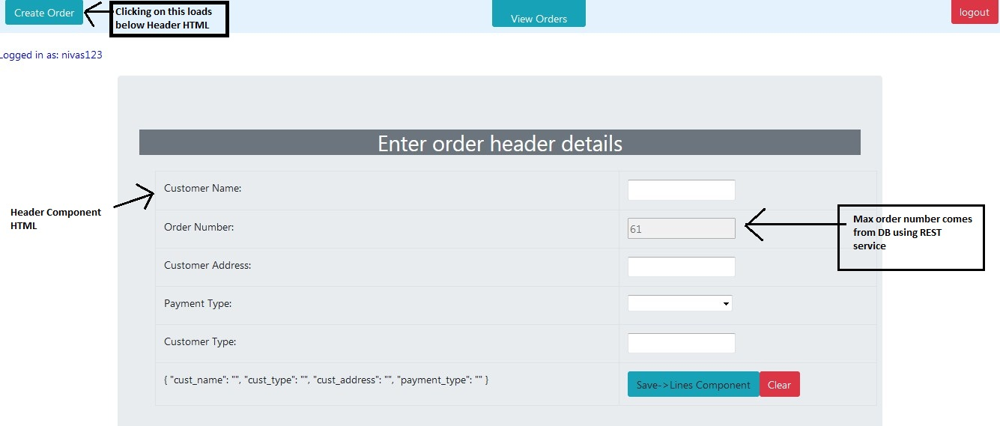 Create Order
Clicking on this loads
below Header HTML
View Orders
logout
Logged in as: nivas123
Enter order header details
Customer Name:
Header Component
HTML
Order Number:
61
Max order number comes
from DB using REST
service
Customer Address:
Payment Type:
Customer Type:
{ "cust_name": "", "cust_type": "", "cust_address": "", "payment_type": "" }
Save->Lines Component
Clear